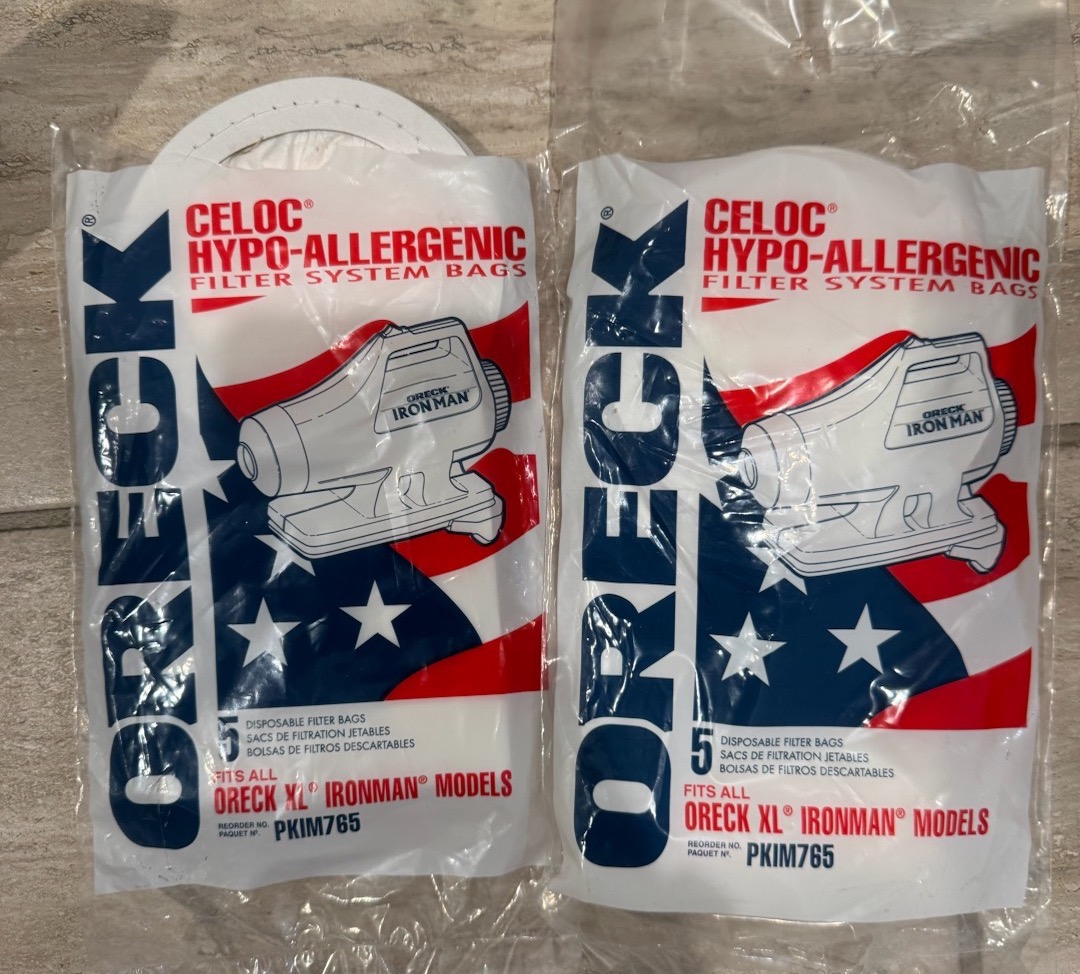 ORECK®
CELOC®
HYPO-ALLERGENIC
FILTER SYSTEM BAGS
ORECK
IRON MAN
5 DISPOSABLE FILTER BAGS
SACS DE FILTRATION JETABLES
BOLSAS DE FILTROS DESCARTABLES
FITS ALL
ORECK XL® IRONMAN® MODELS
REORDER NO.
PAQUET Nº. PKIM765
ORECK®
CELOC®
HYPO-ALLERGENIC
FILTER SYSTEM BAGS
ORECK
IRON MAN
5 DISPOSABLE FILTER BAGS
SACS DE FILTRATION JETABLES
BOLSAS DE FILTROS DESCARTABLES
FITS ALL
ORECK XL® IRONMAN® MODELS
REORDER NO.
PAQUET Nº. PKIM765